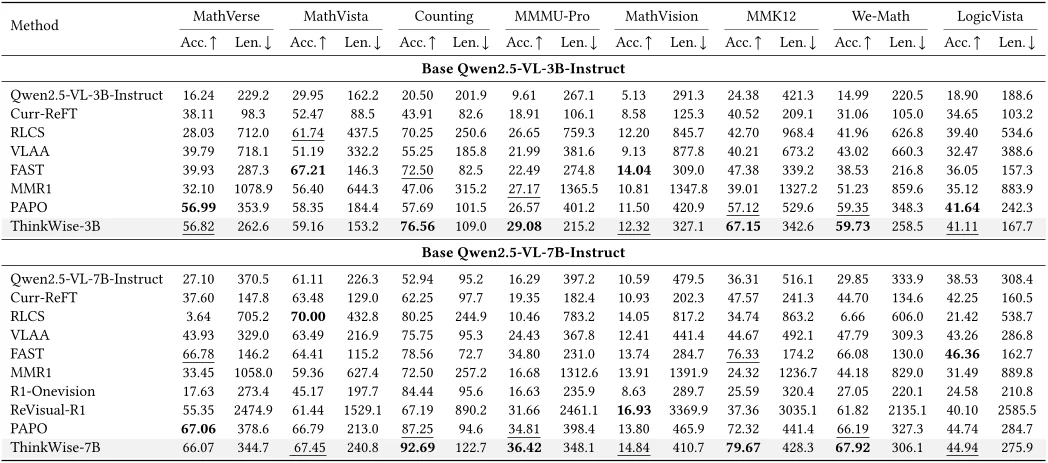 Method MathVerse MathVista Counting MMMU-Pro MathVision MMK12 We-Math LogicVista
Acc.↑ Len.↓ Acc.↑ Len.↓ Acc.↑ Len.↓ Acc.↑ Len.↓ Acc.↑ Len.↓ Acc.↑ Len.↓ Acc.↑ Len.↓ Acc.↑ Len.↓
Base Qwen2.5-VL-3B-Instruct
Qwen2.5-VL-3B-Instruct 16.24 229.2 29.95 162.2 20.50 201.9 9.61 267.1 5.13 291.3 24.38 421.3 14.99 220.5 18.90 188.6
Curr-ReFT 38.11 98.3 52.47 88.5 43.91 82.6 18.91 106.1 8.58 125.3 40.52 209.1 31.06 105.0 34.65 103.2
RLCS 28.03 712.0 61.74 437.5 70.25 250.6 26.65 759.3 12.20 845.7 42.70 968.4 41.96 626.8 39.40 534.6
VLAA 39.79 718.1 51.19 332.2 55.25 185.8 21.99 381.6 9.13 877.8 40.21 673.2 43.02 660.3 32.47 388.6
FAST 39.93 287.3 67.21 146.3 72.50 82.5 22.49 274.8 14.04 309.0 47.38 339.2 38.53 216.8 36.05 157.3
MMR1 32.10 1078.9 56.40 644.3 47.06 315.2 27.17 1365.5 10.81 1347.8 39.01 1327.2 51.23 859.6 35.12 883.9
PAPO 56.99 353.9 58.35 184.4 57.69 101.5 26.57 401.2 11.50 420.9 57.12 529.6 59.35 348.3 41.64 242.3
ThinkWise-3B 56.82 262.6 59.16 153.2 76.56 109.0 29.08 215.2 12.32 327.1 67.15 342.6 59.73 258.5 41.11 167.7
Base Qwen2.5-VL-7B-Instruct
Qwen2.5-VL-7B-Instruct 27.10 370.5 61.11 226.3 52.94 95.2 16.29 397.2 10.59 479.5 36.31 516.1 29.85 333.9 38.53 308.4
Curr-ReFT 37.60 147.8 63.48 129.0 62.25 97.7 19.35 182.4 10.93 202.3 47.57 241.3 44.70 134.6 42.25 160.5
RLCS 3.64 705.2 70.00 432.8 80.25 244.9 10.46 783.2 14.05 817.2 34.74 863.2 6.66 606.0 21.42 538.7
VLAA 43.93 329.0 63.49 216.9 75.75 95.3 24.43 367.8 12.41 441.4 44.67 492.1 47.79 309.3 43.26 286.8
FAST 66.78 146.2 64.41 115.2 78.56 72.7 34.80 231.0 13.74 284.7 76.33 174.2 66.08 130.0 46.36 162.7
MMR1 33.45 1058.0 59.36 627.4 72.50 257.2 16.68 1312.6 13.91 1391.9 24.32 1236.7 44.18 829.0 31.49 889.8
R1-Onevision 17.63 273.4 45.17 197.7 84.44 95.6 16.63 235.9 8.63 289.7 25.59 320.4 27.05 220.1 24.58 210.8
ReVisual-R1 55.35 2474.9 61.44 1529.1 67.19 890.2 31.66 2461.1 16.93 3369.9 37.36 3035.1 61.82 2135.1 40.10 2585.5
PAPO 67.06 378.6 66.79 213.0 87.25 94.6 34.81 398.4 13.80 465.9 72.32 441.4 66.19 327.3 44.74 284.7
ThinkWise-7B 66.07 344.7 67.45 240.8 92.69 122.7 36.42 348.1 14.84 410.7 79.67 428.3 67.92 306.1 44.94 275.9